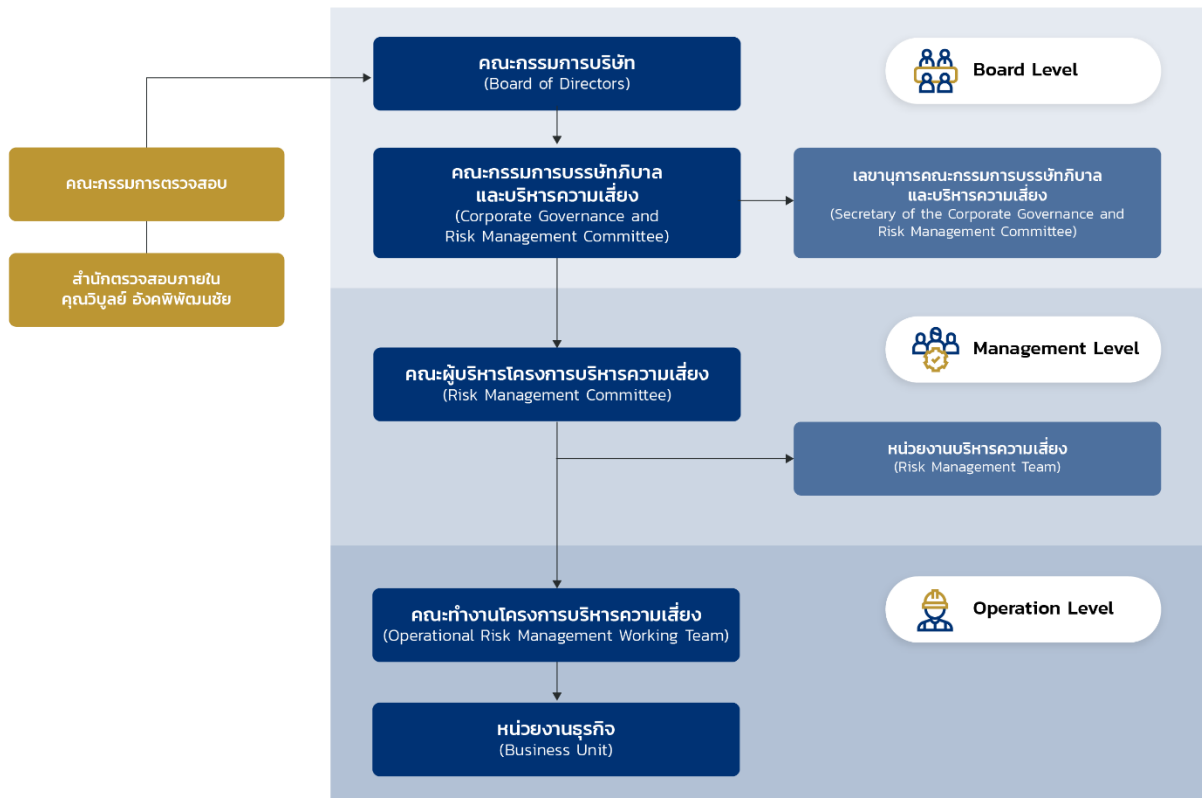 คณะกรรมการบริษัท
(Board of Directors)
Board Level
คณะกรรมการตรวจสอบ
คณะกรรมการบรรษัทภิบาล
และบริหารความเสี่ยง
(Corporate Governance and
Risk Management Committee)
เลขานุการคณะกรรมการบรรษัทภิบาล
และบริหารความเสี่ยง
(Secretary of the Corporate Governance and
Risk Management Committee)
สำนักตรวจสอบภายใน
คุณวิบูลย์ อังคพิพัฒนชัย
Management Level
คณะผู้บริหารโครงการบริหารความเสี่ยง
(Risk Management Committee)
หน่วยงานบริหารความเสี่ยง
(Risk Management Team)
คณะทำงานโครงการบริหารความเสี่ยง
(Operational Risk Management Working Team)
Operation Level
หน่วยงานธุรกิจ
(Business Unit)